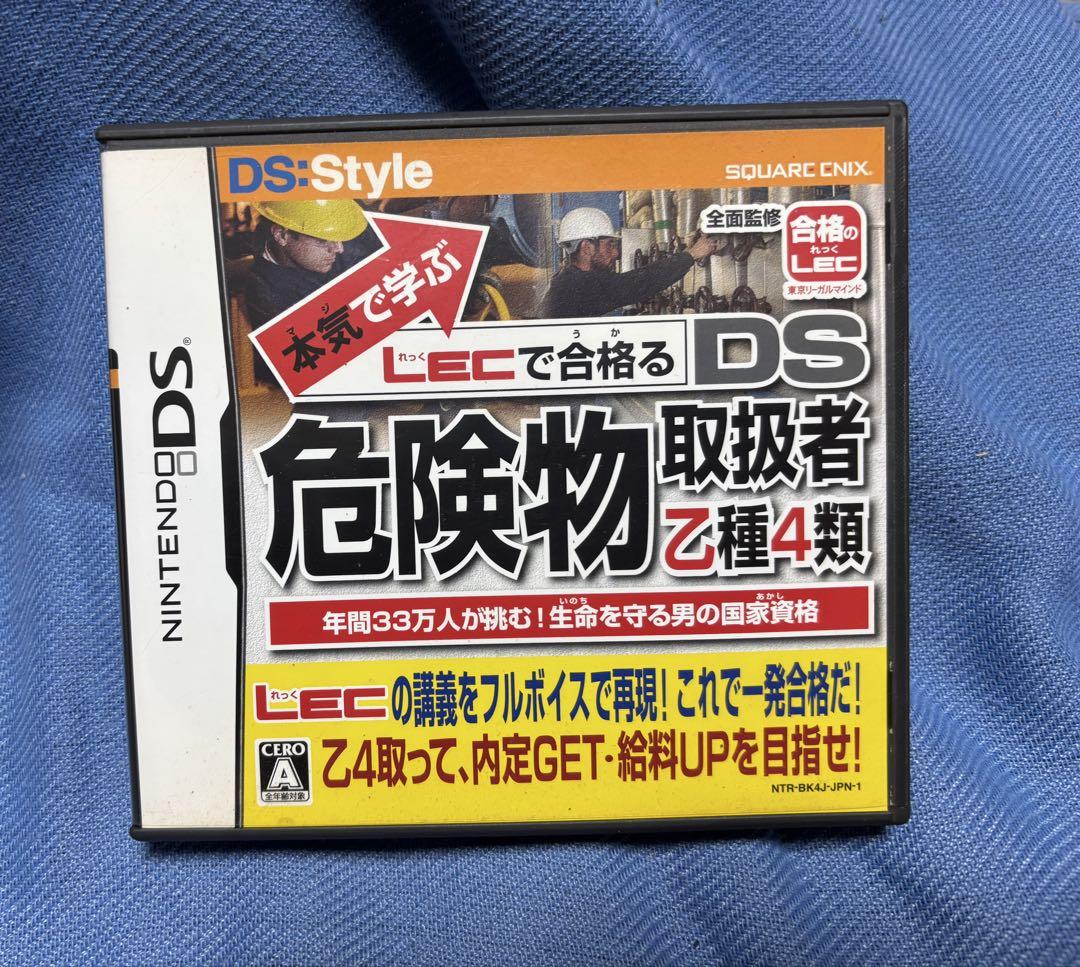 DS:Style
SQUARE ENIX®
全面監修
合格の
れっく
LEC
東京リーガルマインド
マジ
本気で学ぶ
れっく うか
LECで合格る DS
危険物 取扱者
乙種4類
いのち あかし
年間33万人が挑む!生命を守る男の国家資格
れっく
LECの講義をフルボイスで再現!これで一発合格だ!
乙4取って、内定GET・給料UPを目指せ!
CERO
A
全年齢対象
NTR-BK4J-JPN-1
NINTENDO DS®